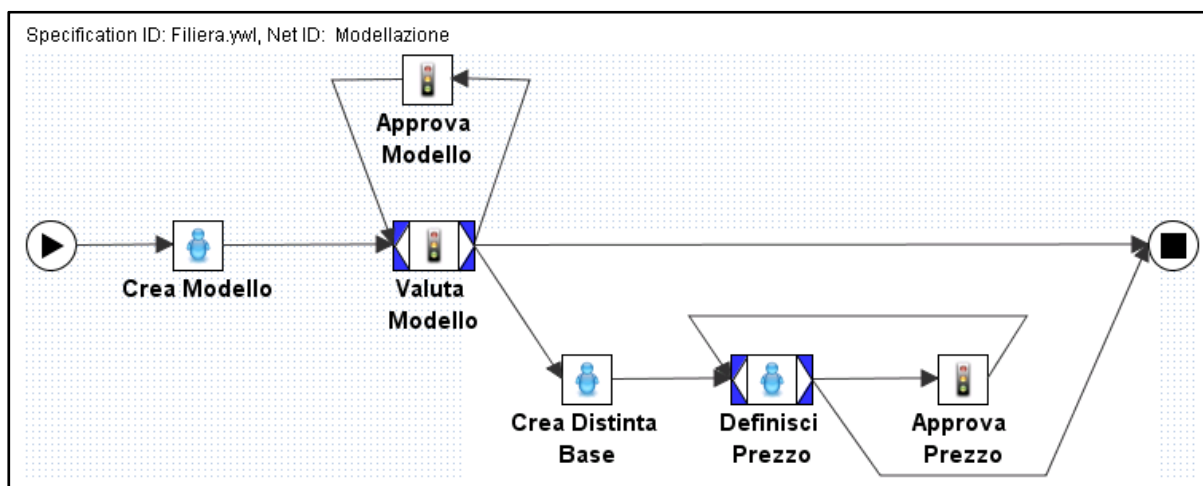 Specification ID: Filiera.ywl, Net ID: Modellazione
Approva
Modello
Crea Modello
Valuta
Modello
Crea Distinta
Base
Definisci
Prezzo
Approva
Prezzo